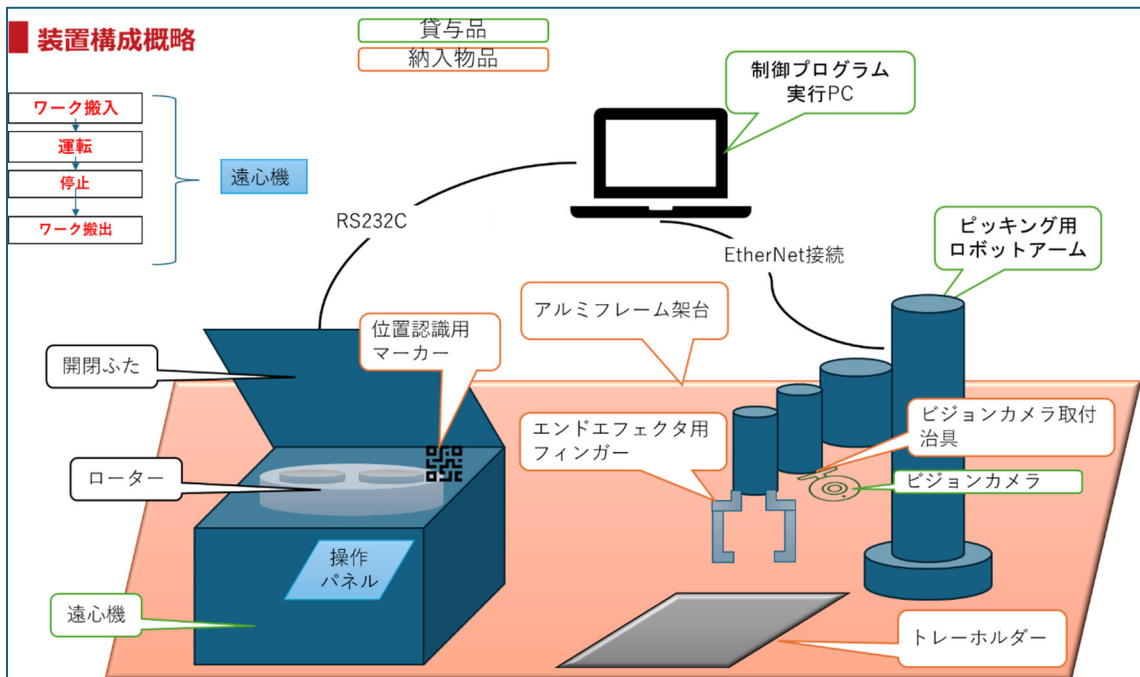 装置構成概略
貸与品
納入物品
ワーク搬入
運転
停止
ワーク搬出
遠心機
制御プログラム
実行PC
RS232C
EtherNet接続
ピッキング用
ロボットアーム
アルミフレーム架台
位置認識用
マーカー
開閉ふた
エンドエフェクタ用
フィンガー
ビジョンカメラ取付
治具
ビジョンカメラ
ローター
操作
パネル
遠心機
トレーホルダー